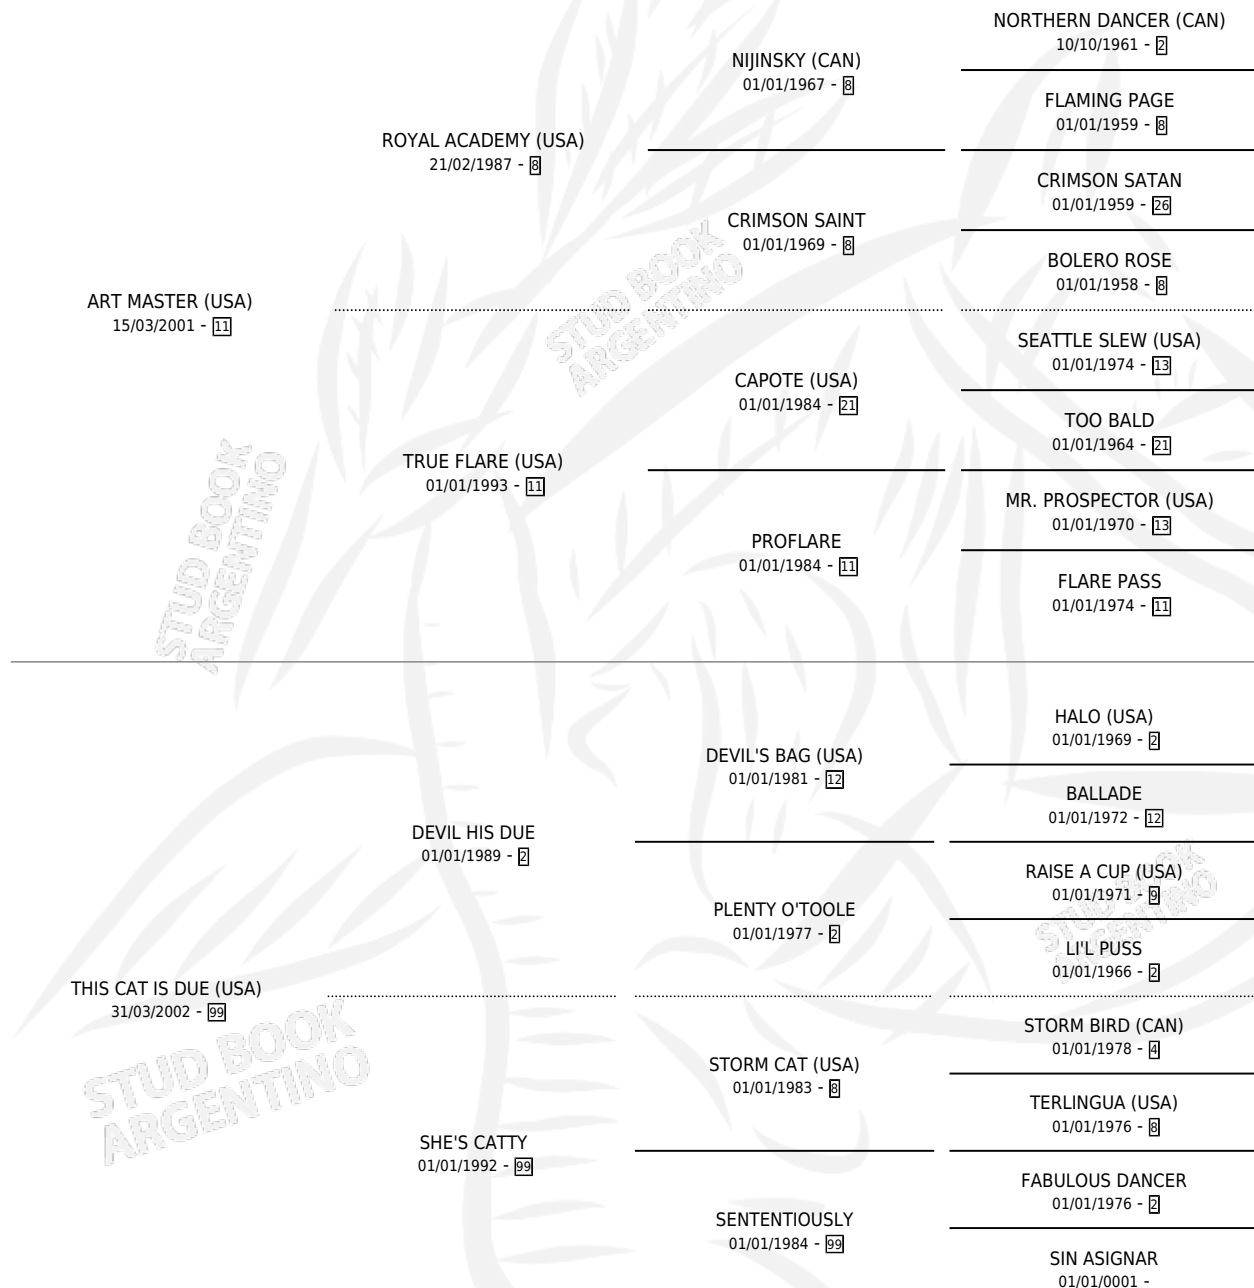 NORTHERN DANCER (CAN)
10/10/1961 - 2
NIJINSKY (CAN)
01/01/1967 - 8
FLAMING PAGE
01/01/1959 - 8
ROYAL ACADEMY (USA)
21/02/1987 - 8
CRIMSON SATAN
01/01/1959 - 26
CRIMSON SAINT
01/01/1969 - 8
BOLERO ROSE
01/01/1958 - 8
ART MASTER (USA)
15/03/2001 - 11
SEATTLE SLEW (USA)
01/01/1974 - 13
CAPOTE (USA)
01/01/1984 - 21
TOO BALD
01/01/1964 - 21
TRUE FLARE (USA)
01/01/1993 - 11
MR. PROSPECTOR (USA)
01/01/1970 - 13
PROFLARE
01/01/1984 - 11
FLARE PASS
01/01/1974 - 11
HALO (USA)
01/01/1969 - 2
DEVIL'S BAG (USA)
01/01/1981 - 12
BALLADE
01/01/1972 - 12
DEVIL HIS DUE
01/01/1989 - 2
RAISE A CUP (USA)
01/01/1971 - 9
PLENTY O'TOOLE
01/01/1977 - 2
LI'L PUSS
01/01/1966 - 2
THIS CAT IS DUE (USA)
31/03/2002 - 99
STORM BIRD (CAN)
01/01/1978 - 4
STORM CAT (USA)
01/01/1983 - 8
TERLINGUA (USA)
01/01/1976 - 8
SHE'S CATTY
01/01/1992 - 99
FABULOUS DANCER
01/01/1976 - 2
SENTENTIOUSLY
01/01/1984 - 99
SIN ASIGNAR
01/01/0001 -
STUD BOOK
ARGENTINO
STUD BOOK
ARGENTINO
STUD BOOK
ARGENTINO
STUD BOOK
ARGENTINO